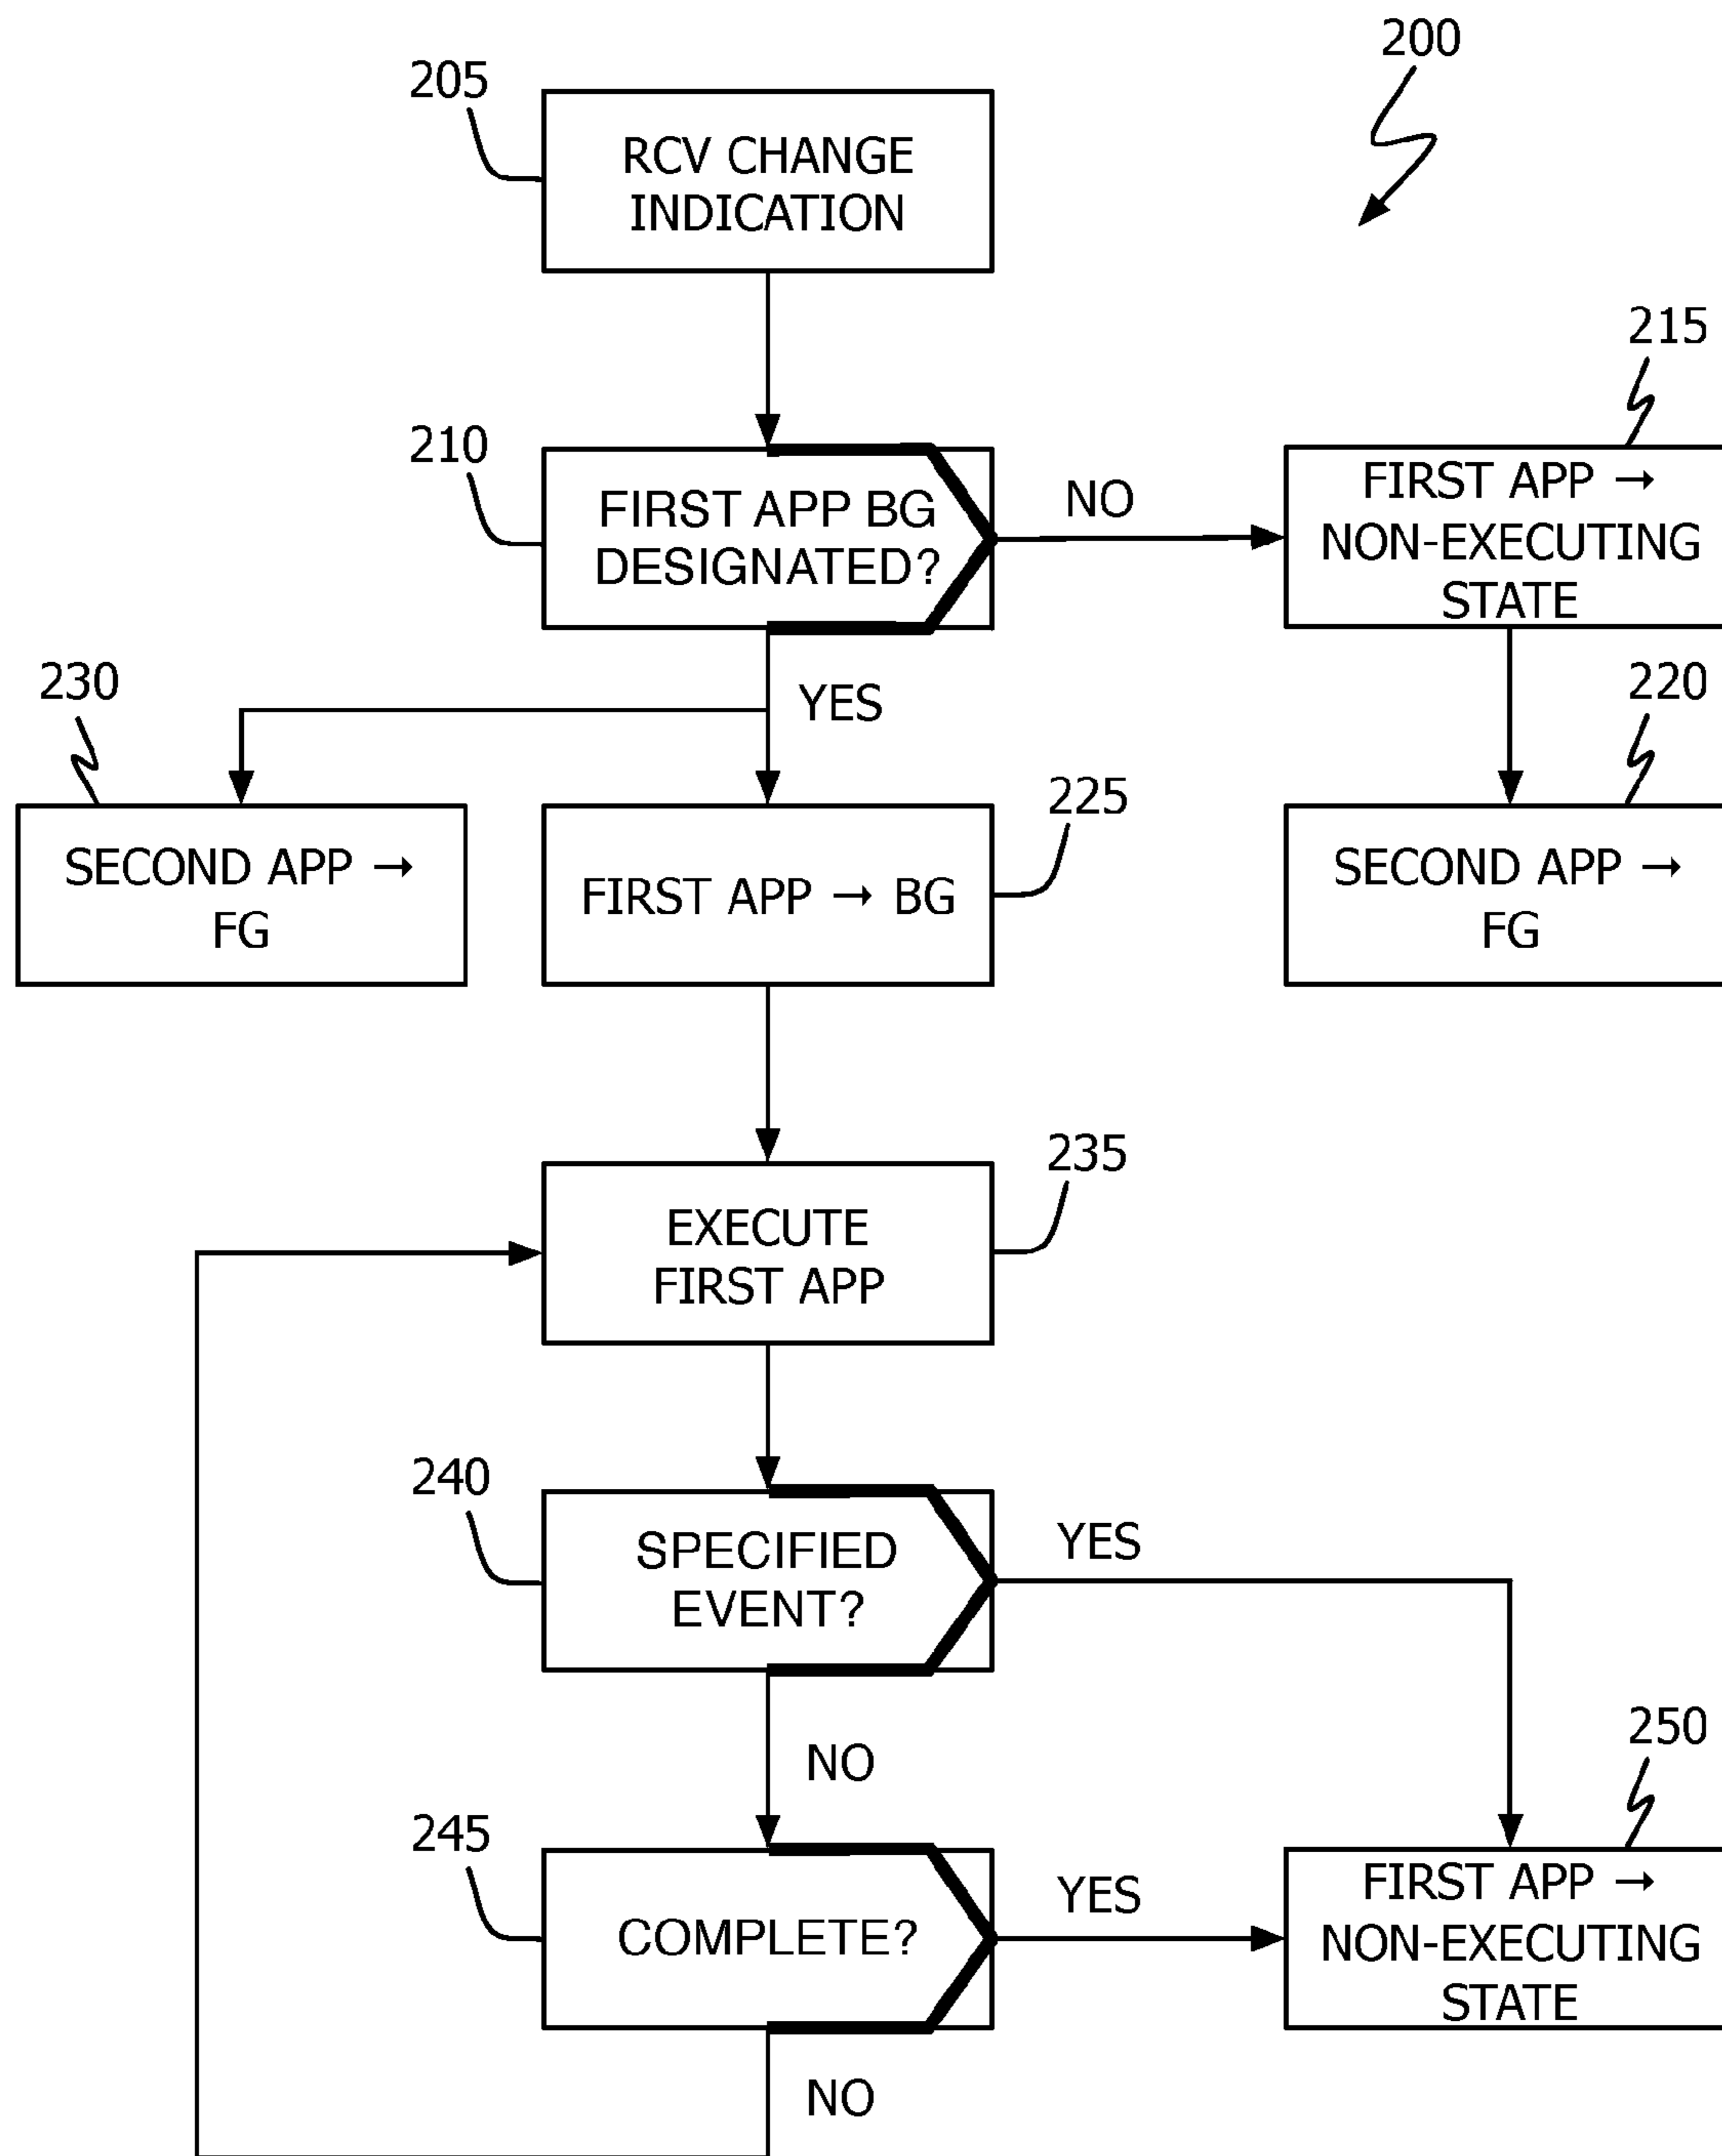 200
205
RCV CHANGE
INDICATION
210
FIRST APP BG
DESIGNATED?
NO
215
FIRST APP →
NON-EXECUTING
STATE
YES
230
SECOND APP →
FG
225
FIRST APP → BG
220
SECOND APP →
FG
235
EXECUTE
FIRST APP
240
SPECIFIED
EVENT?
YES
NO
245
COMPLETE?
YES
250
FIRST APP →
NON-EXECUTING
STATE
NO